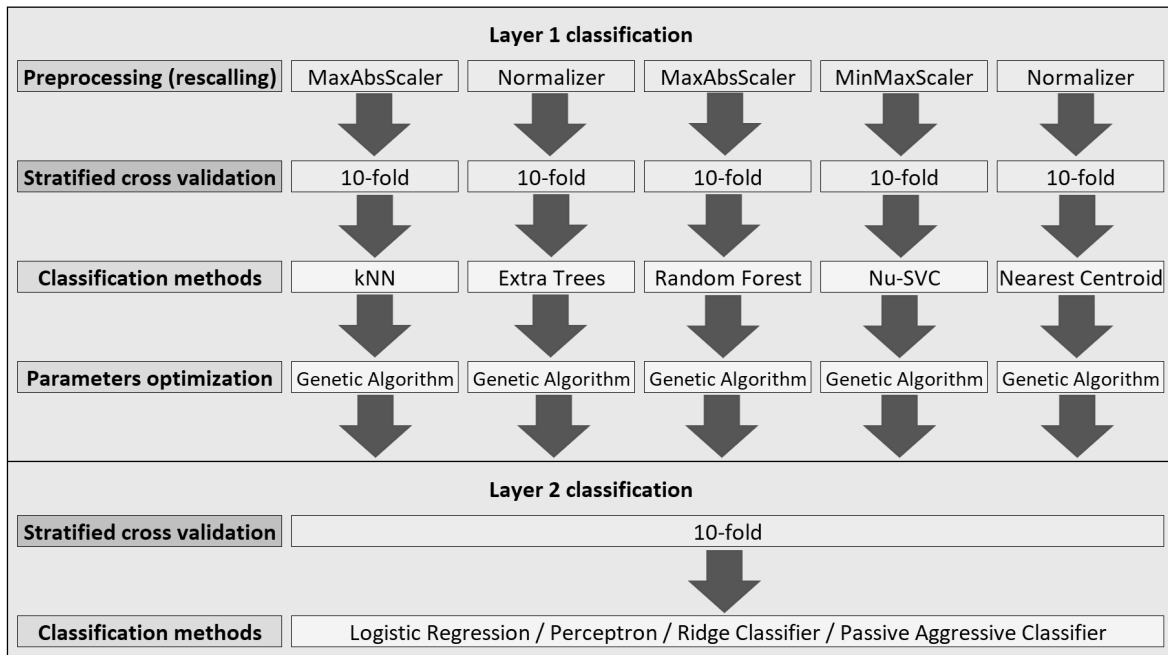 Layer 1 classification
Preprocessing (rescalling) MaxAbsScaler Normalizer MaxAbsScaler MinMaxScaler Normalizer
Stratified cross validation 10-fold 10-fold 10-fold 10-fold 10-fold
Classification methods kNN Extra Trees Random Forest Nu-SVC Nearest Centroid
Parameters optimization Genetic Algorithm Genetic Algorithm Genetic Algorithm Genetic Algorithm Genetic Algorithm
Layer 2 classification
Stratified cross validation 10-fold
Classification methods Logistic Regression / Perceptron / Ridge Classifier / Passive Aggressive Classifier